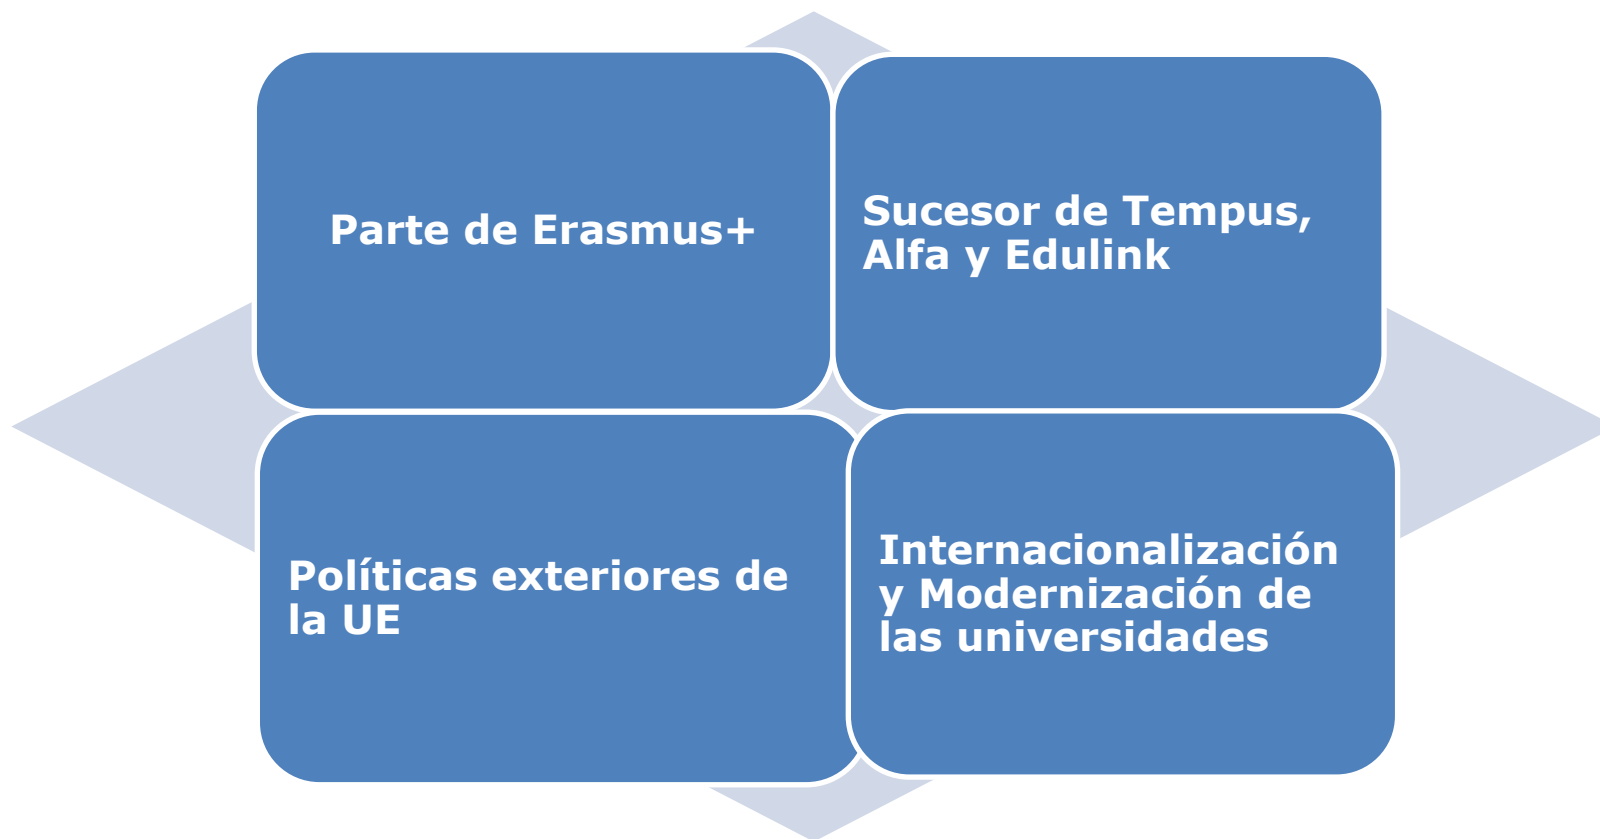 Parte de Erasmus+
Sucesor de Tempus,
Alfa y Edulink
Políticas exteriores de
la UE
Internacionalización
y Modernización de
las universidades